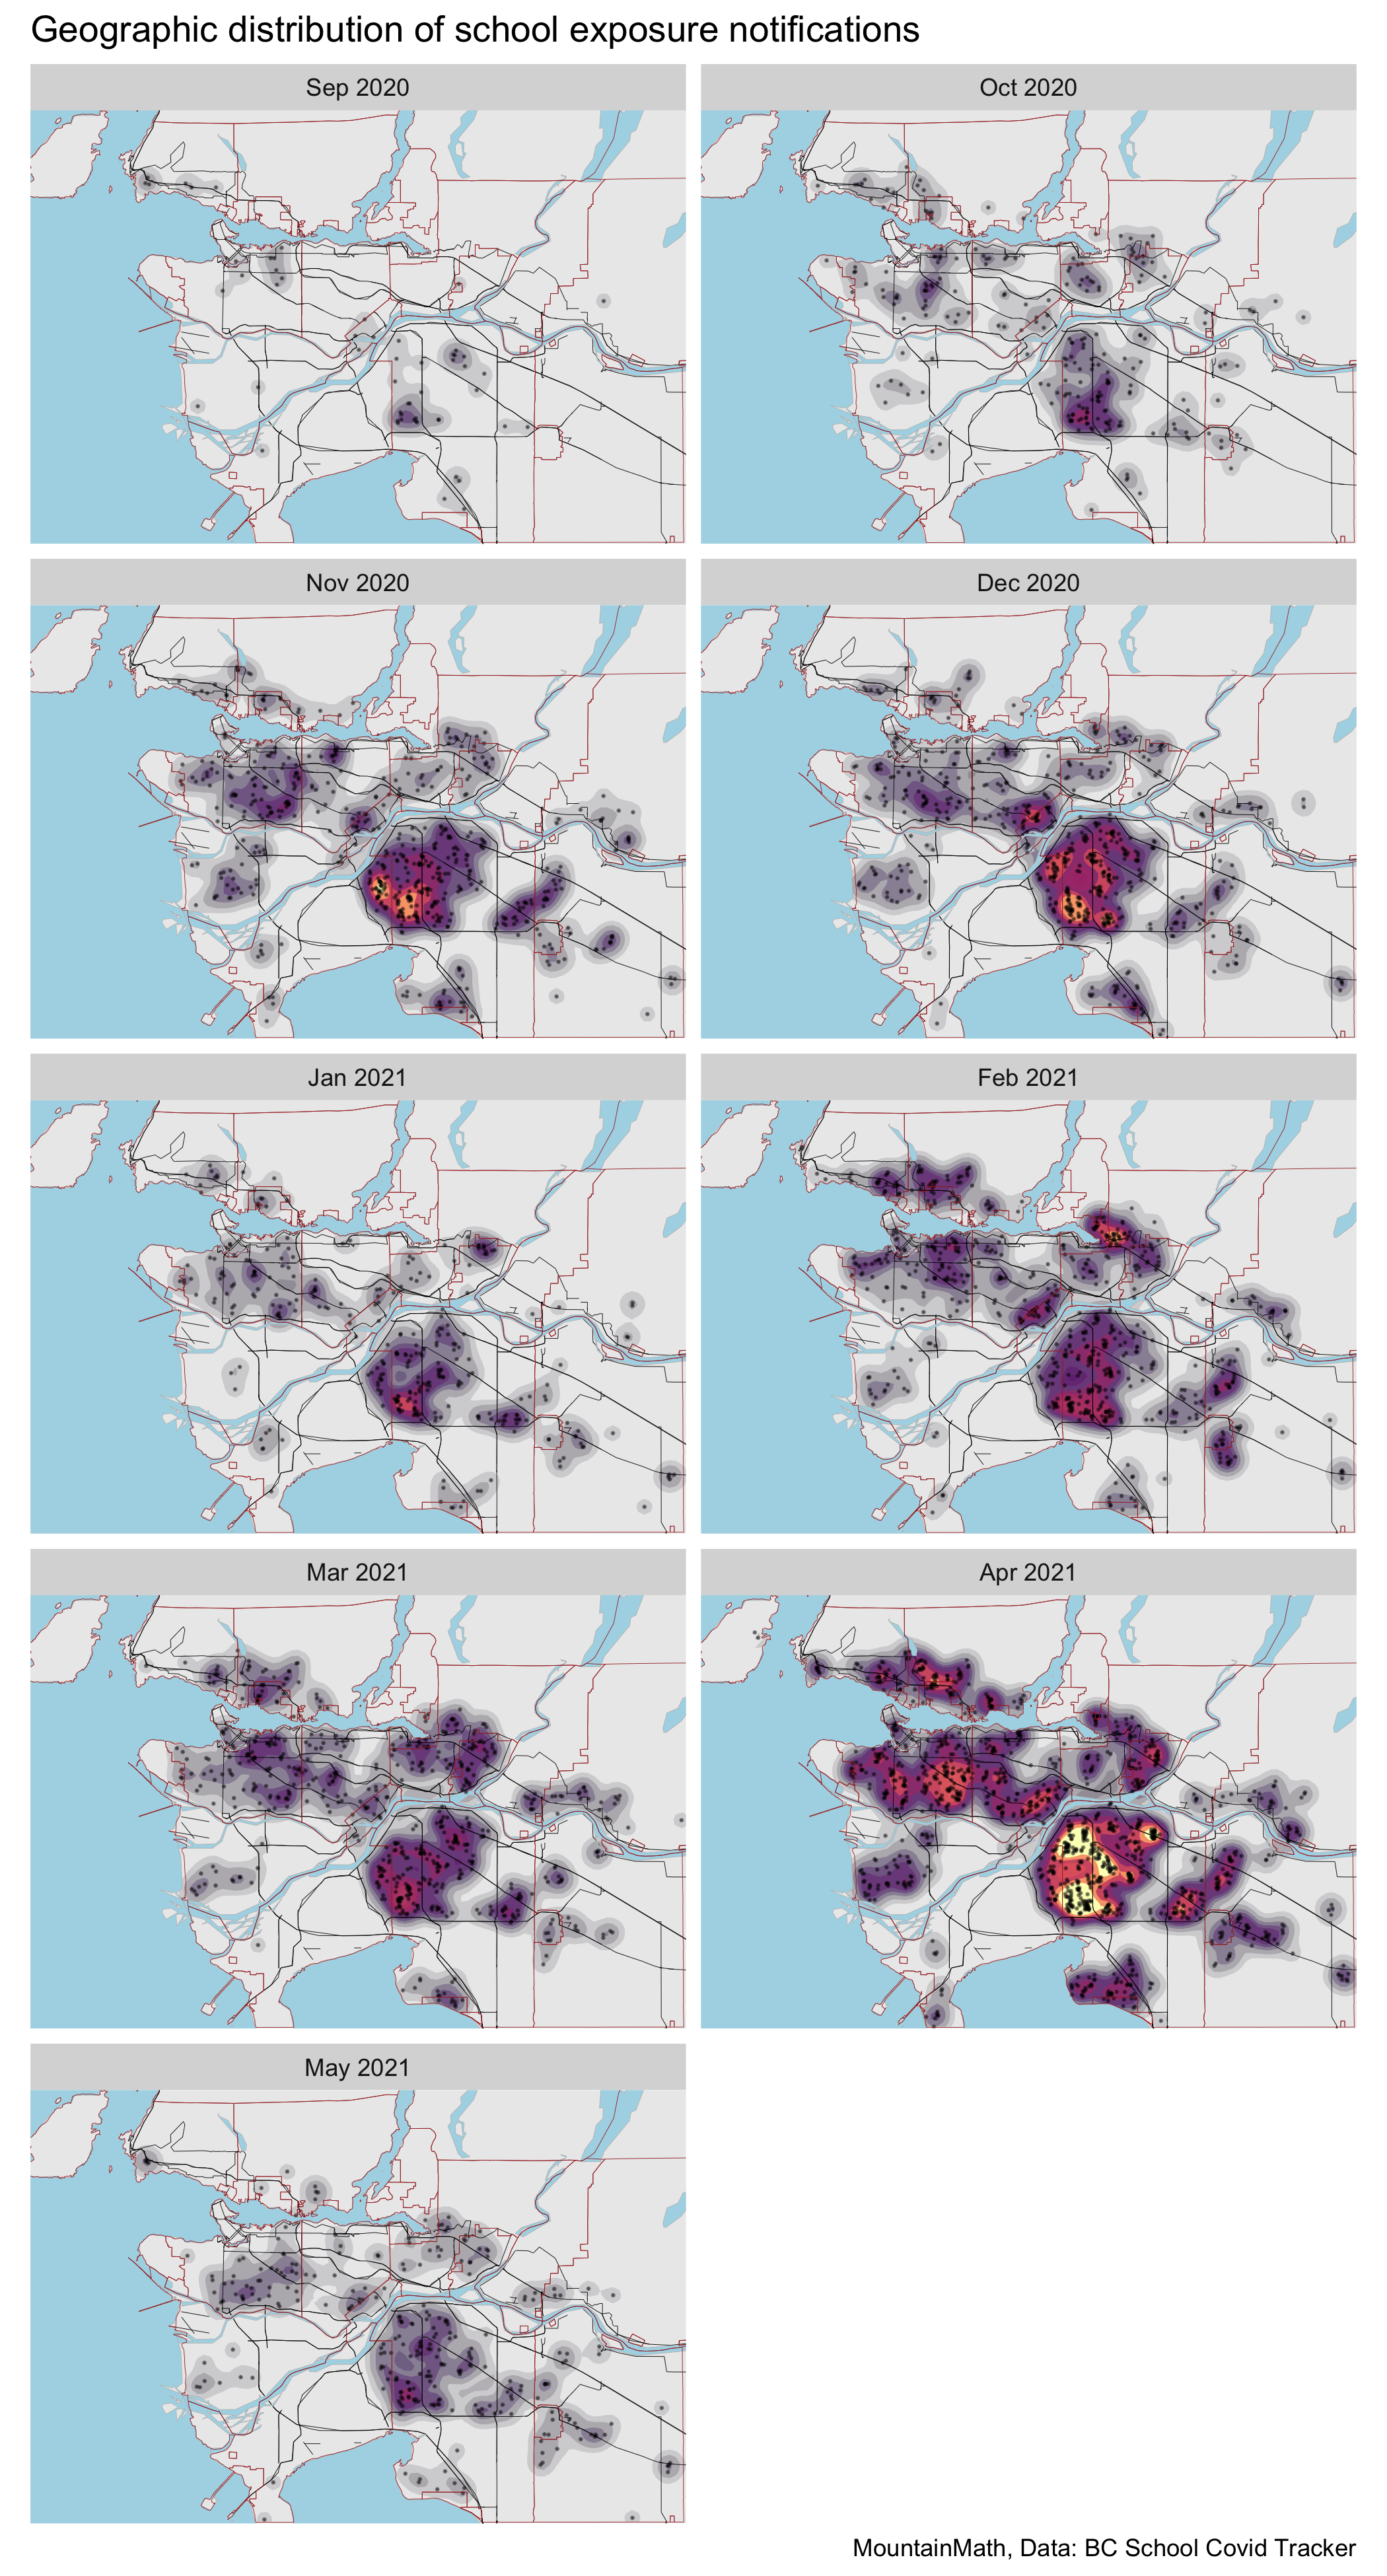 Geographic distribution of school exposure notifications
Sep 2020
Oct 2020
Nov 2020
Dec 2020
Jan 2021
Feb 2021
Mar 2021
Apr 2021
May 2021
MountainMath, Data: BC School Covid Tracker